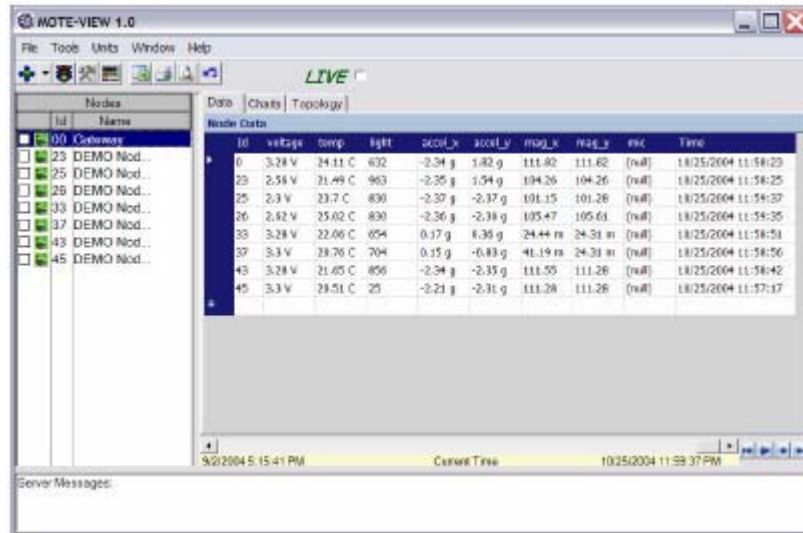 MOTE-VIEW 1.0
File Tools Units Window Help
LIVE
Nodes
Id Name
00 Gateway
23 DEMO Nod...
25 DEMO Nod...
26 DEMO Nod...
33 DEMO Nod...
37 DEMO Nod...
43 DEMO Nod...
45 DEMO Nod...
Data Charts Topology
Node Data
Id voltage temp light accel_x accel_y mag_x mag_y mic Time
0 3.28 V 24.11 C 632 -2.34 g 1.82 g 111.82 111.82 (null) 10/25/2004 11:58:23
23 2.56 V 21.49 C 963 -2.35 g 1.54 g 104.26 104.26 (null) 10/25/2004 11:58:25
25 2.3 V 23.7 C 830 -2.37 g -2.37 g 101.15 101.28 (null) 10/25/2004 11:59:37
26 2.62 V 25.02 C 830 -2.36 g -2.38 g 105.47 105.61 (null) 10/25/2004 11:59:35
33 3.28 V 22.06 C 654 0.17 g 24.44 m 24.31 m (null) 10/25/2004 11:58:51
37 3.3 V 704 0.15 g -0.83 g 41.19 m 24.31 m (null) 10/25/2004 11:58:56
43 3.28 V 21.65 C 856 -2.34 g -2.35 g 111.55 111.28 (null) 10/25/2004 11:58:42
45 3.3 V 25 -2.21 g -2.31 g 111.28 111.28 (null) 10/25/2004 11:57:17
9/2/2004 5:15:41 PM Current Time 10/25/2004 11:59:37 PM
Server Messages: